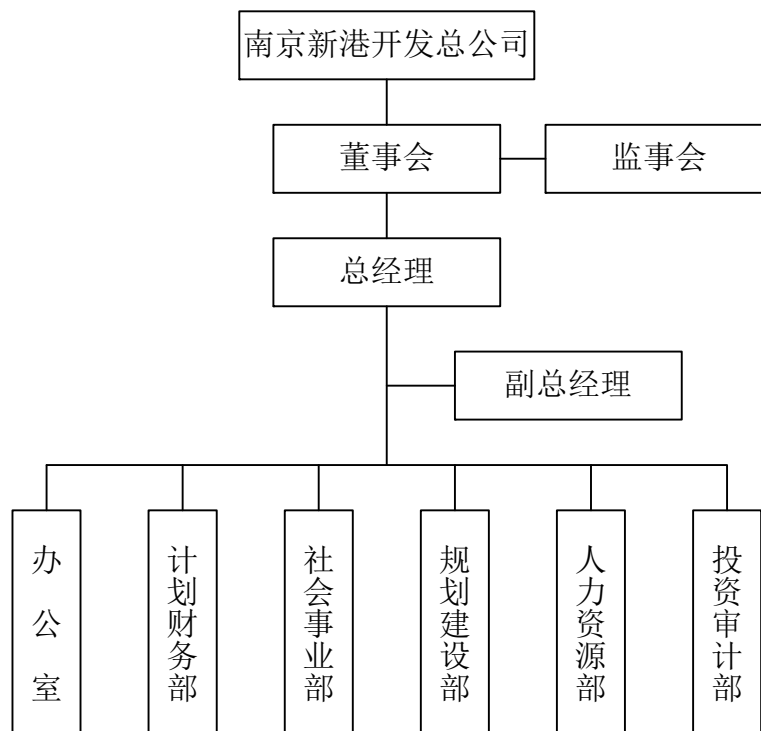 南京新港开发总公司
董事会
监事会
总经理
副总经理
办公室
计划财务部
社会事业部
规划建设部
人力资源部
投资审计部